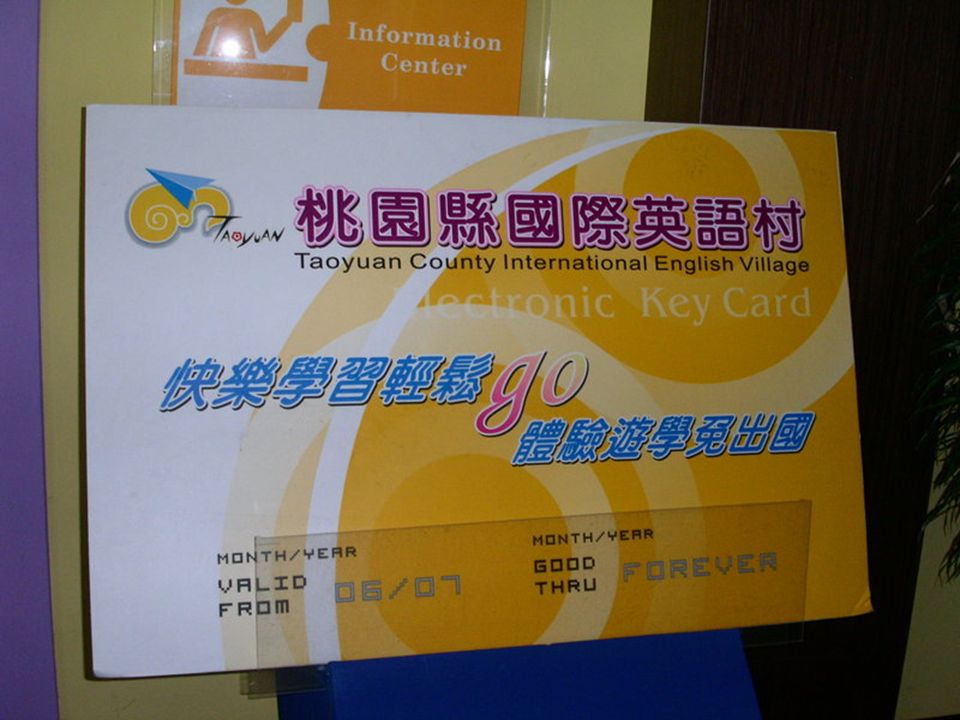 Information
Center
TAOYUAN
桃園縣國際英語村
Taoyuan County International English Village
Electronic Key Card
快樂學習輕鬆go
體驗遊學免出國
MONTH/YEAR
VALID
FROM
06/07
MONTH/YEAR
GOOD
THRU
FOREVER